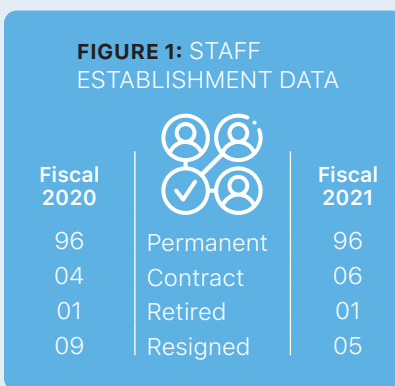 FIGURE 1: STAFF
ESTABLISHMENT DATA
Fiscal
2020
Fiscal
2021
96 Permanent 96
04 Contract 06
01 Retired 01
09 Resigned 05